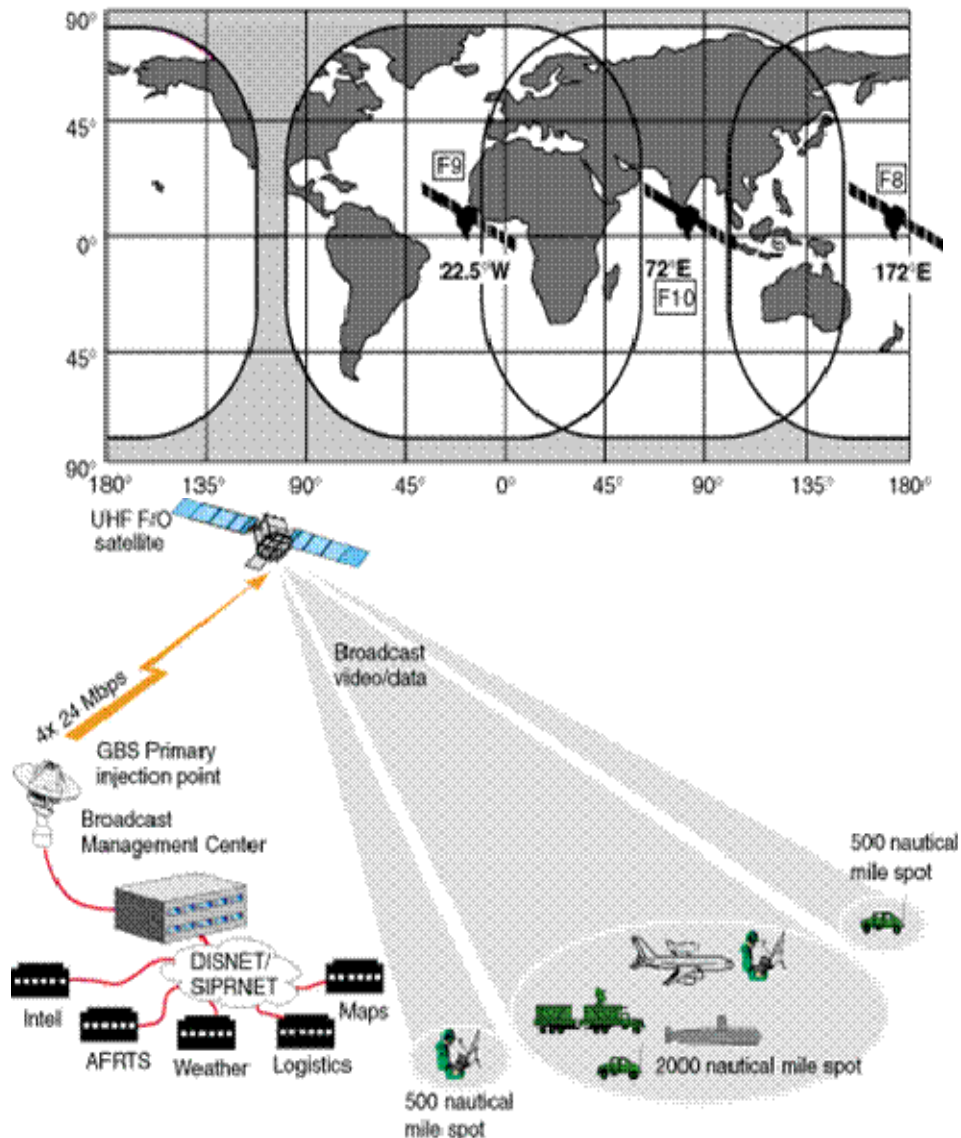 90°
45°
0°
45°
90°
180°
135°
90°
45°
0°
45°
90°
135°
180°
F9
22.5°W
72°E
F10
F8
172°E
UHF F/O
satellite
Broadcast
video/data
4x 24 Mbps
GBS Primary
injection point
Broadcast
Management Center
DISNET/
SIPRNET
Intell
AFRTS
Weather
Logistics
Maps
500 nautical
mile spot
2000 nautical mile spot
500 nautical
mile spot